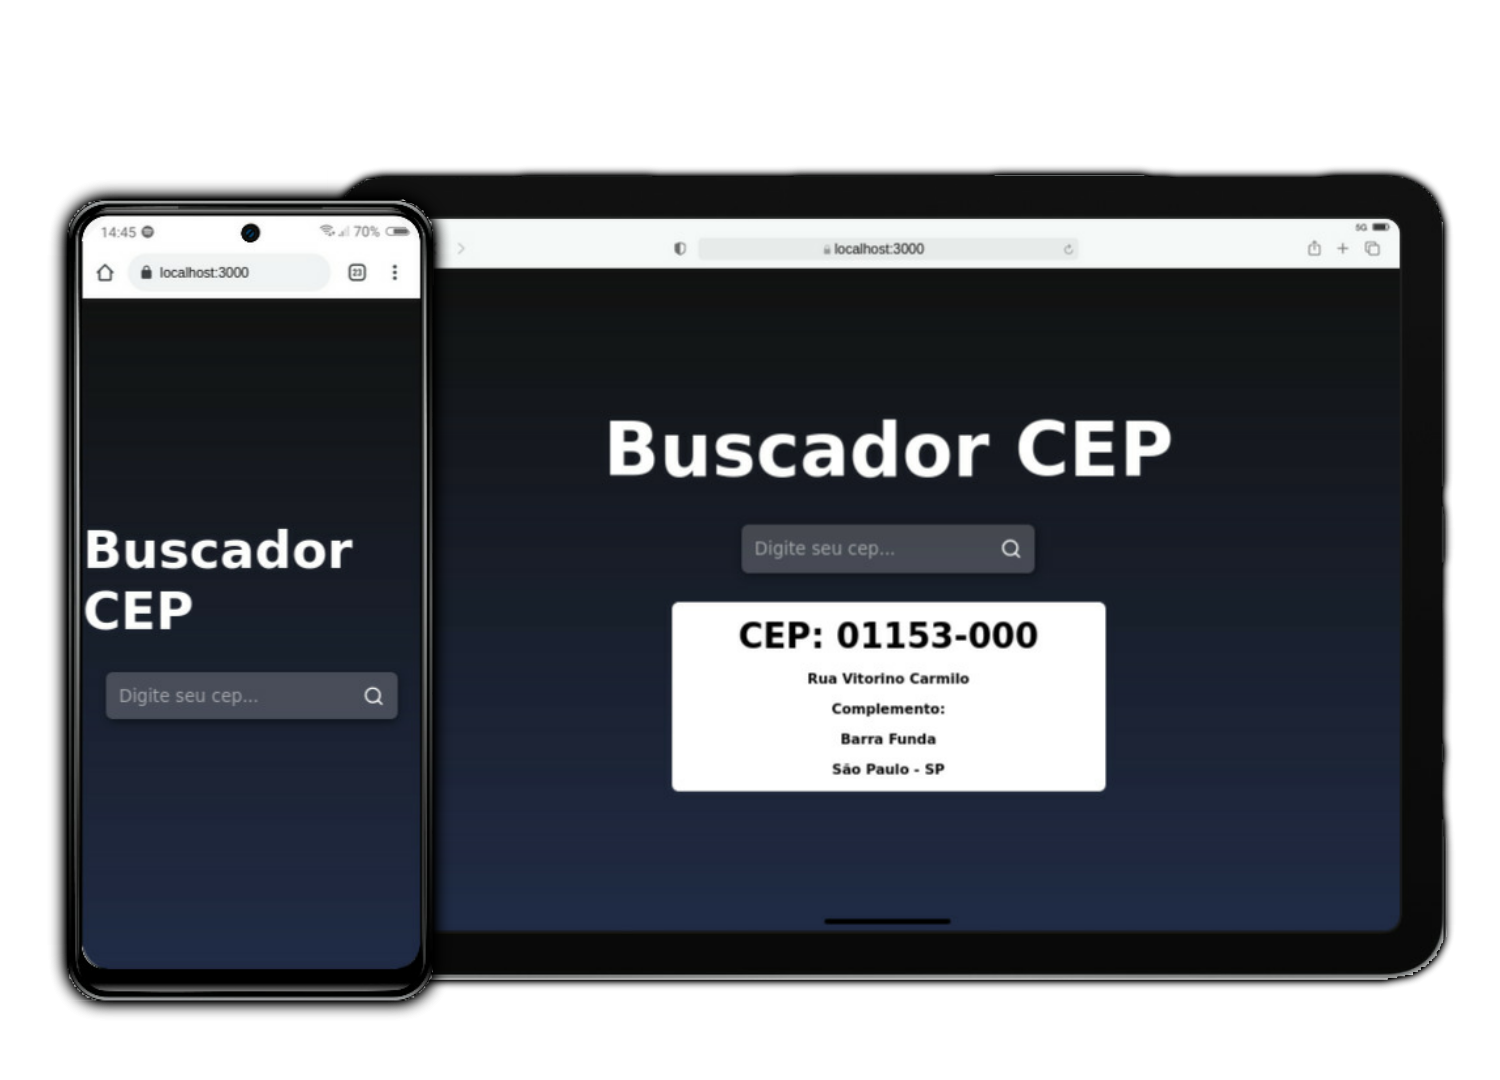 14:45
70%
localhost:3000
23
Buscador
CEP
Digite seu cep...
5G
localhost:3000
Buscador CEP
Digite seu cep...
CEP: 01153-000
Rua Vitorino Carmilo
Complemento:
Barra Funda
São Paulo - SP